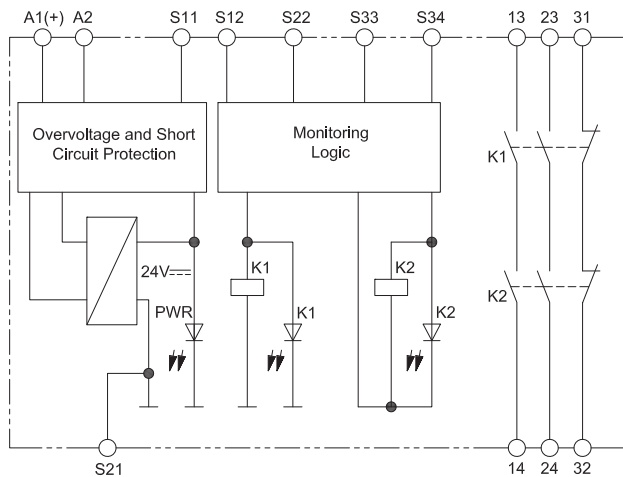 A1(+) A2 S11 S12 S22 S33 S34 13 23 31
Overvoltage and Short
Circuit Protection
Monitoring
Logic
K1
24V
K1
K2
K2
PWR
K1
K2
S21
14 24 32